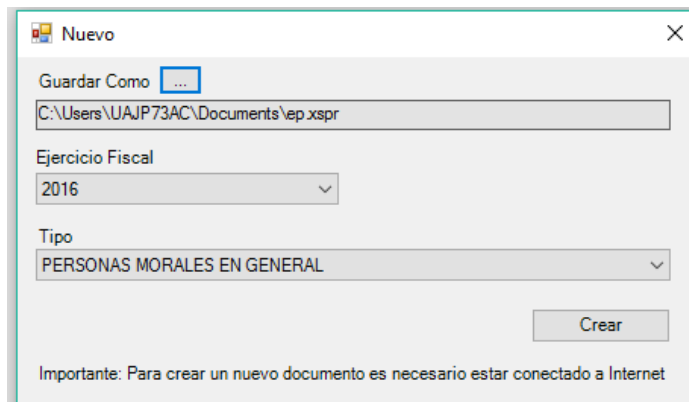 Nuevo
Guardar Como ...
C:\Users\UAJP73AC\Documents\ep.xspr
Ejercicio Fiscal
2016
Tipo
PERSONAS MORALES EN GENERAL
Crear
Importante: Para crear un nuevo documento es necesario estar conectado a Internet